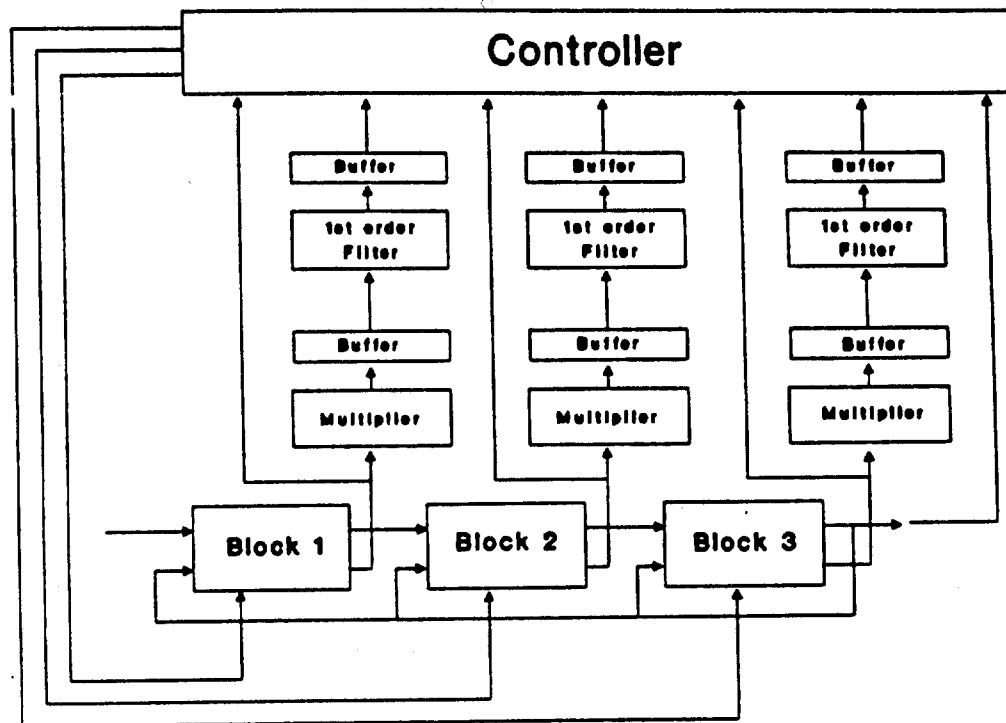 Controller
Buffer
Buffer
Buffer
1st order
Filter
1st order
Filter
1st order
Filter
Buffer
Buffer
Buffer
Multiplier
Multiplier
Multiplier
Block 1
Block 2
Block 3